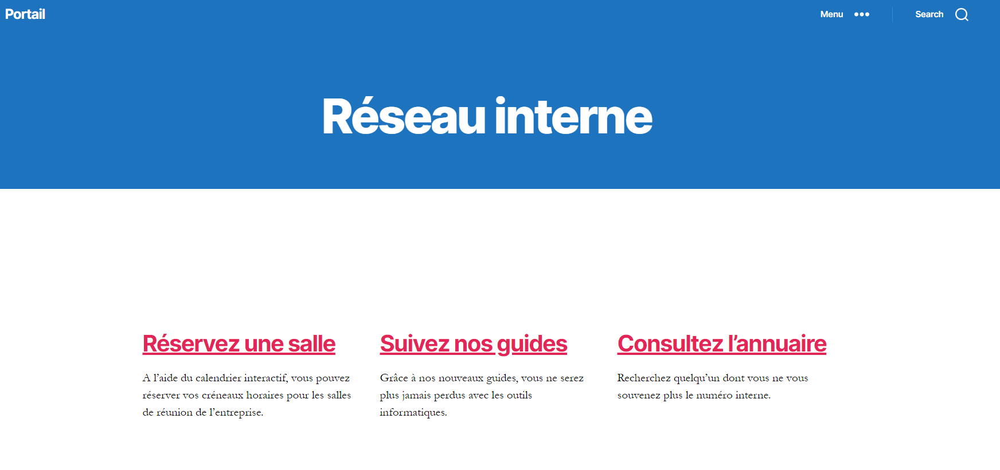 Portail
Menu
Search
Réseau interne
Réservez une salle
A l’aide du calendrier interactif, vous pouvez
réserver vos créneaux horaires pour les salles
de réunion de l’entreprise.
Suivez nos guides
Grâce à nos nouveaux guides, vous ne serez
plus jamais perdus avec les outils
informatiques.
Consultez l’annuaire
Recherchez quelqu’un dont vous ne vous
souvenez plus le numéro interne.